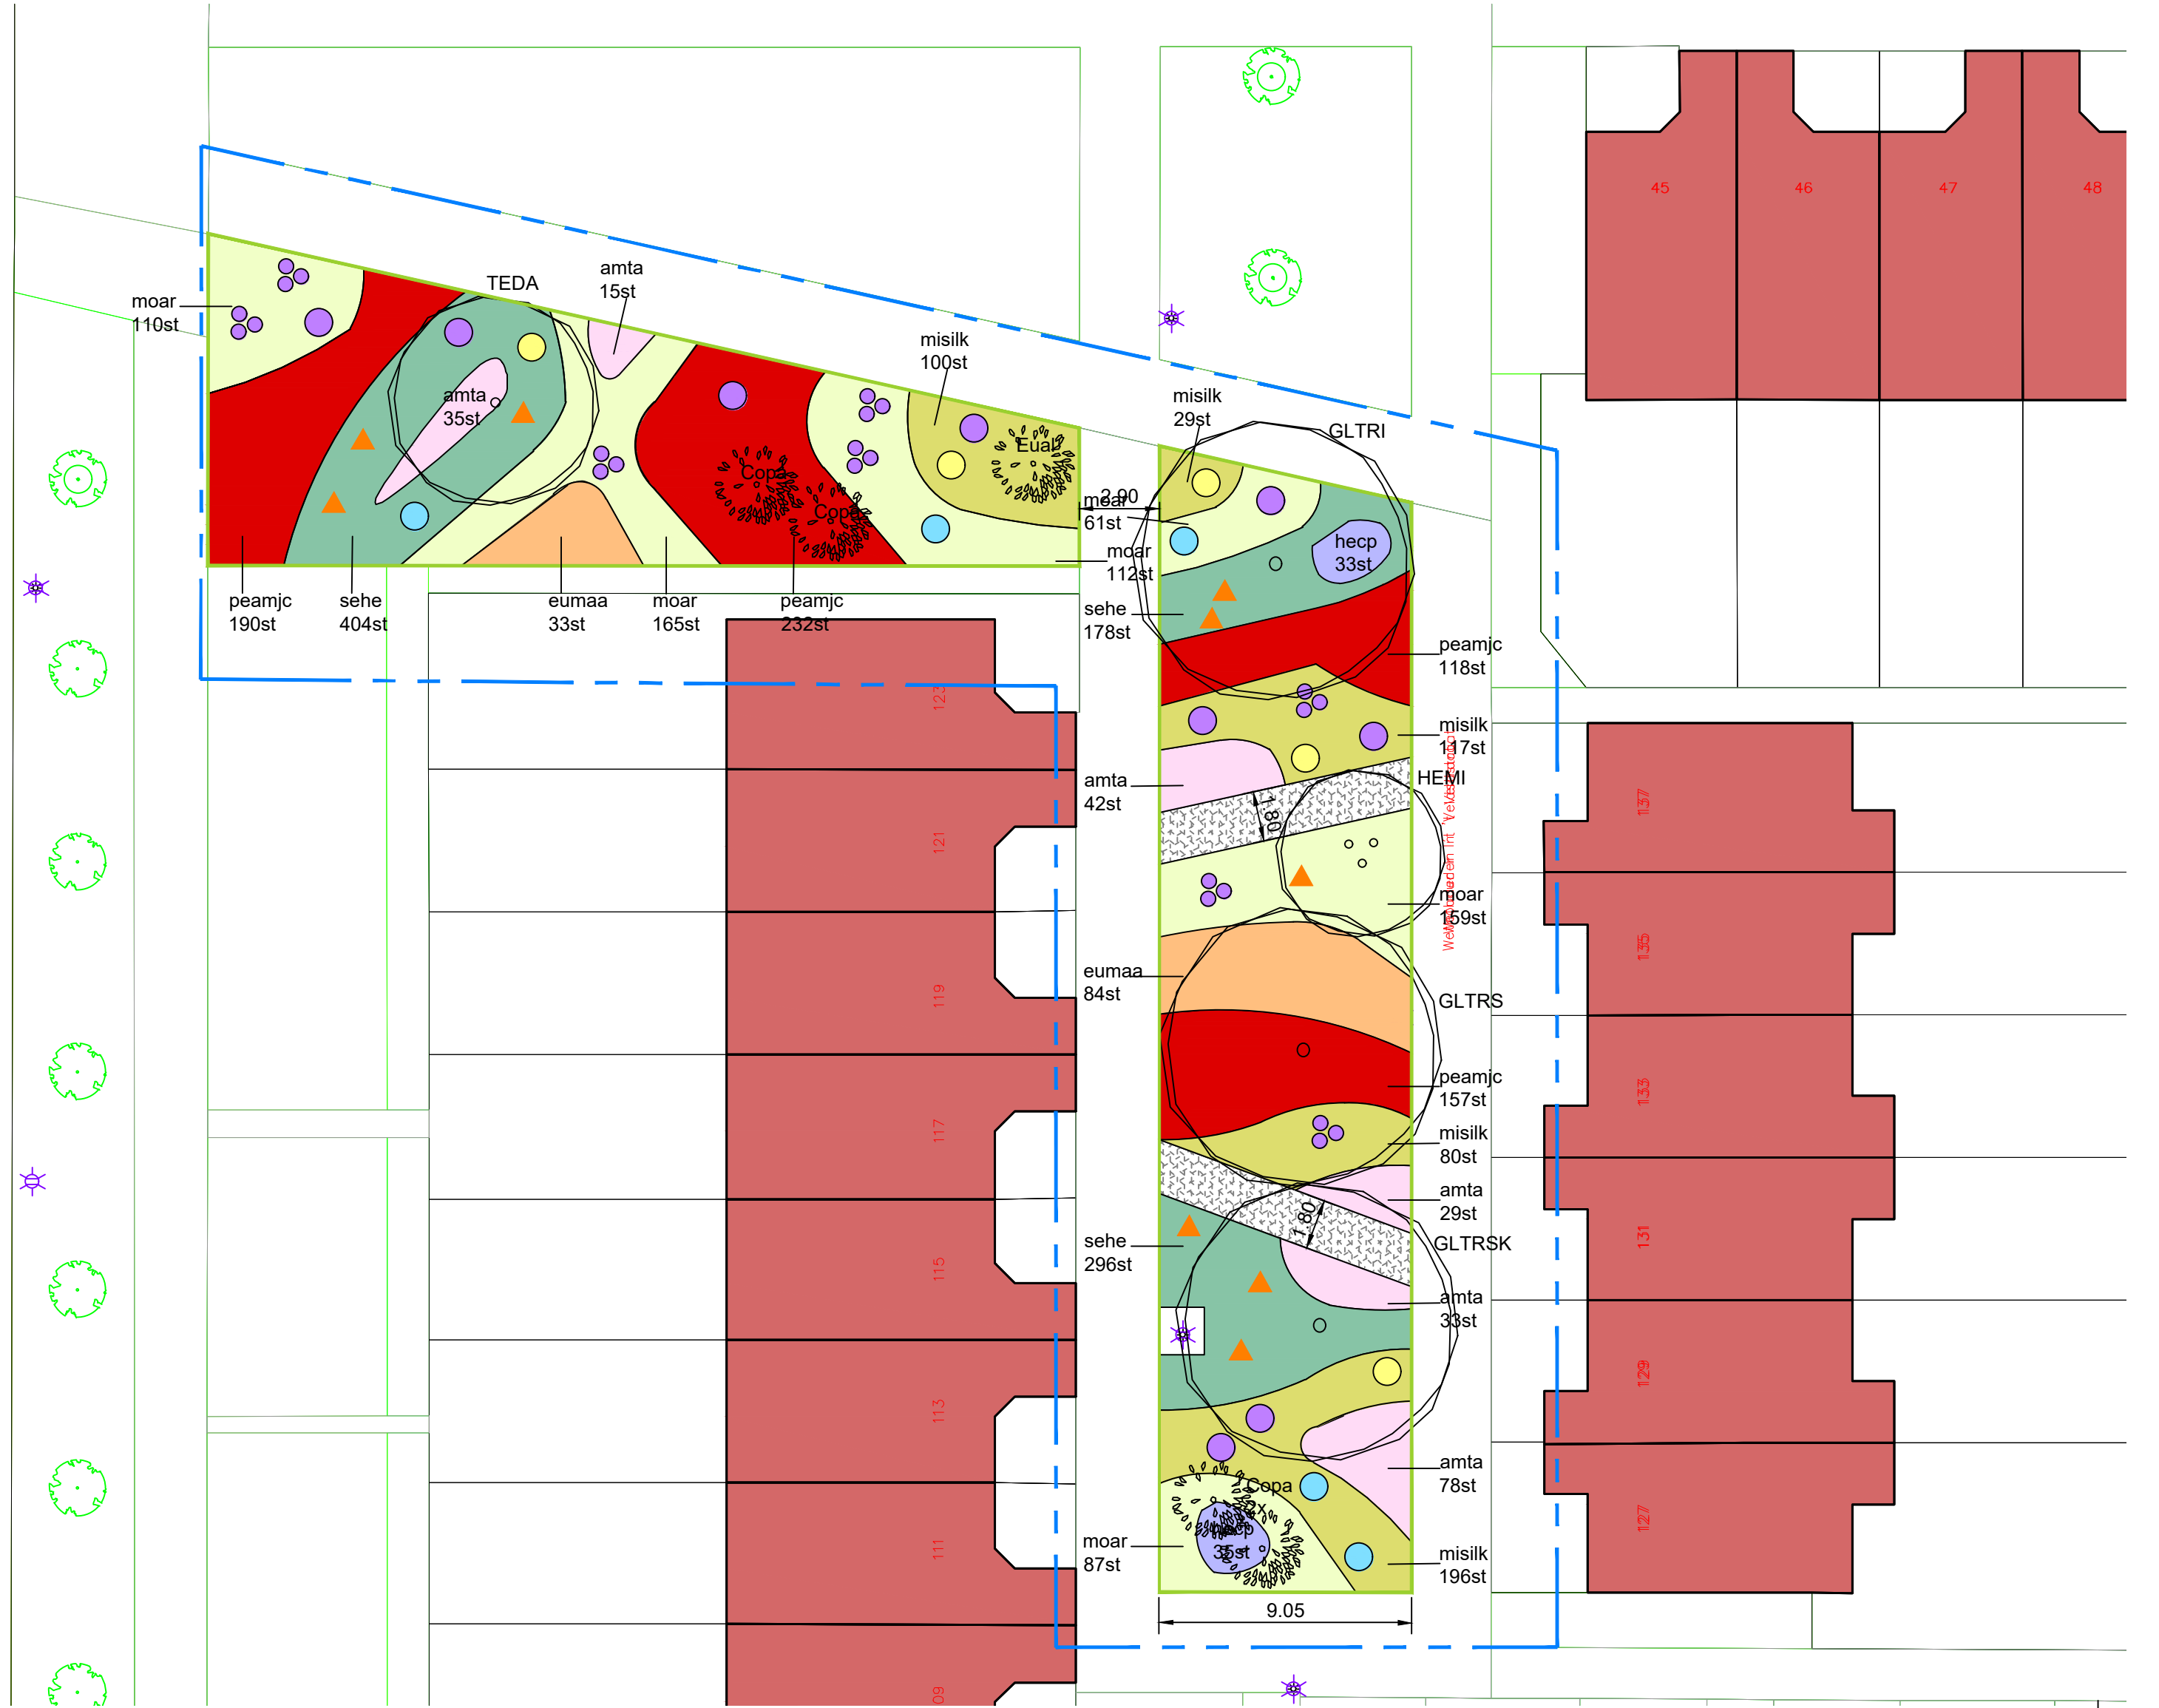 45
46
47
48
TEDA
amta
15st
moar
110st
misilk
100st
amta
35st
misilk
29st
GLTRI
Eual
Copa
Copa
2.90
moar
61st
hecp
33st
moar
112st
peamjc
190st
sehe
404st
eumaa
33st
moar
165st
peamjc
232st
sehe
178st
peamjc
118st
123
misilk
117st
amta
42st
HEMI
1.80
137
121
moar
159st
135
eumaa
84st
119
GLTRS
peamjc
157st
133
117
misilk
80st
amta
29st
1.80
GLTRSK
sehe
296st
131
115
amta
33st
129
113
amta
78st
Copa
2x
hecp
35st
127
111
moar
87st
misilk
196st
9.05
09